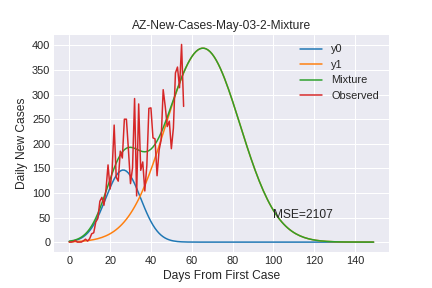 AZ-New-Cases-May-03-2-Mixture
400
350
300
250
200
150
100
50
0
Daily New Cases
y0
y1
Mixture
Observed
MSE=2107
0 20 40 60 80 100 120 140
Days From First Case